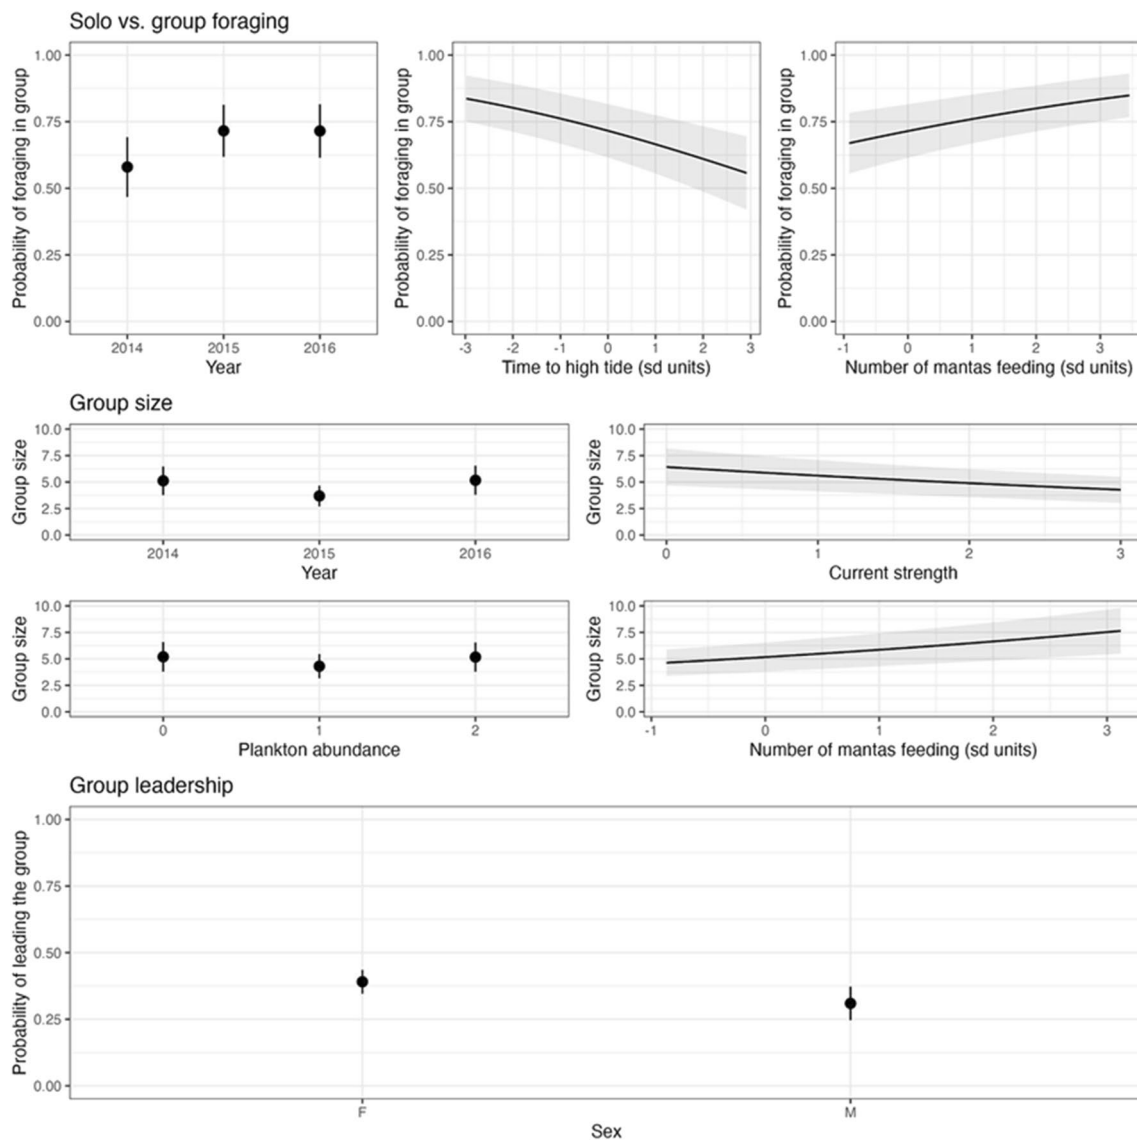 Solo vs. group foraging
Probability of foraging in group
1.00
0.75
0.50
0.25
0.00
2014 2015 2016
Year
Probability of foraging in group
1.00
0.75
0.50
0.25
0.00
-3 -2 -1 0 1 2 3
Time to high tide (sd units)
Probability of foraging in group
1.00
0.75
0.50
0.25
0.00
-1 0 1 2 3
Number of mantas feeding (sd units)
Group size
Group size
10.0
7.5
5.0
2.5
0.0
2014 2015 2016
Year
Group size
10.0
7.5
5.0
2.5
0.0
0 1 2 3
Current strength
Group size
10.0
7.5
5.0
2.5
0.0
0 1 2
Plankton abundance
Group size
10.0
7.5
5.0
2.5
0.0
-1 0 1 2 3
Number of mantas feeding (sd units)
Group leadership
Probability of leading the group
1.00
0.75
0.50
0.25
0.00
F M
Sex